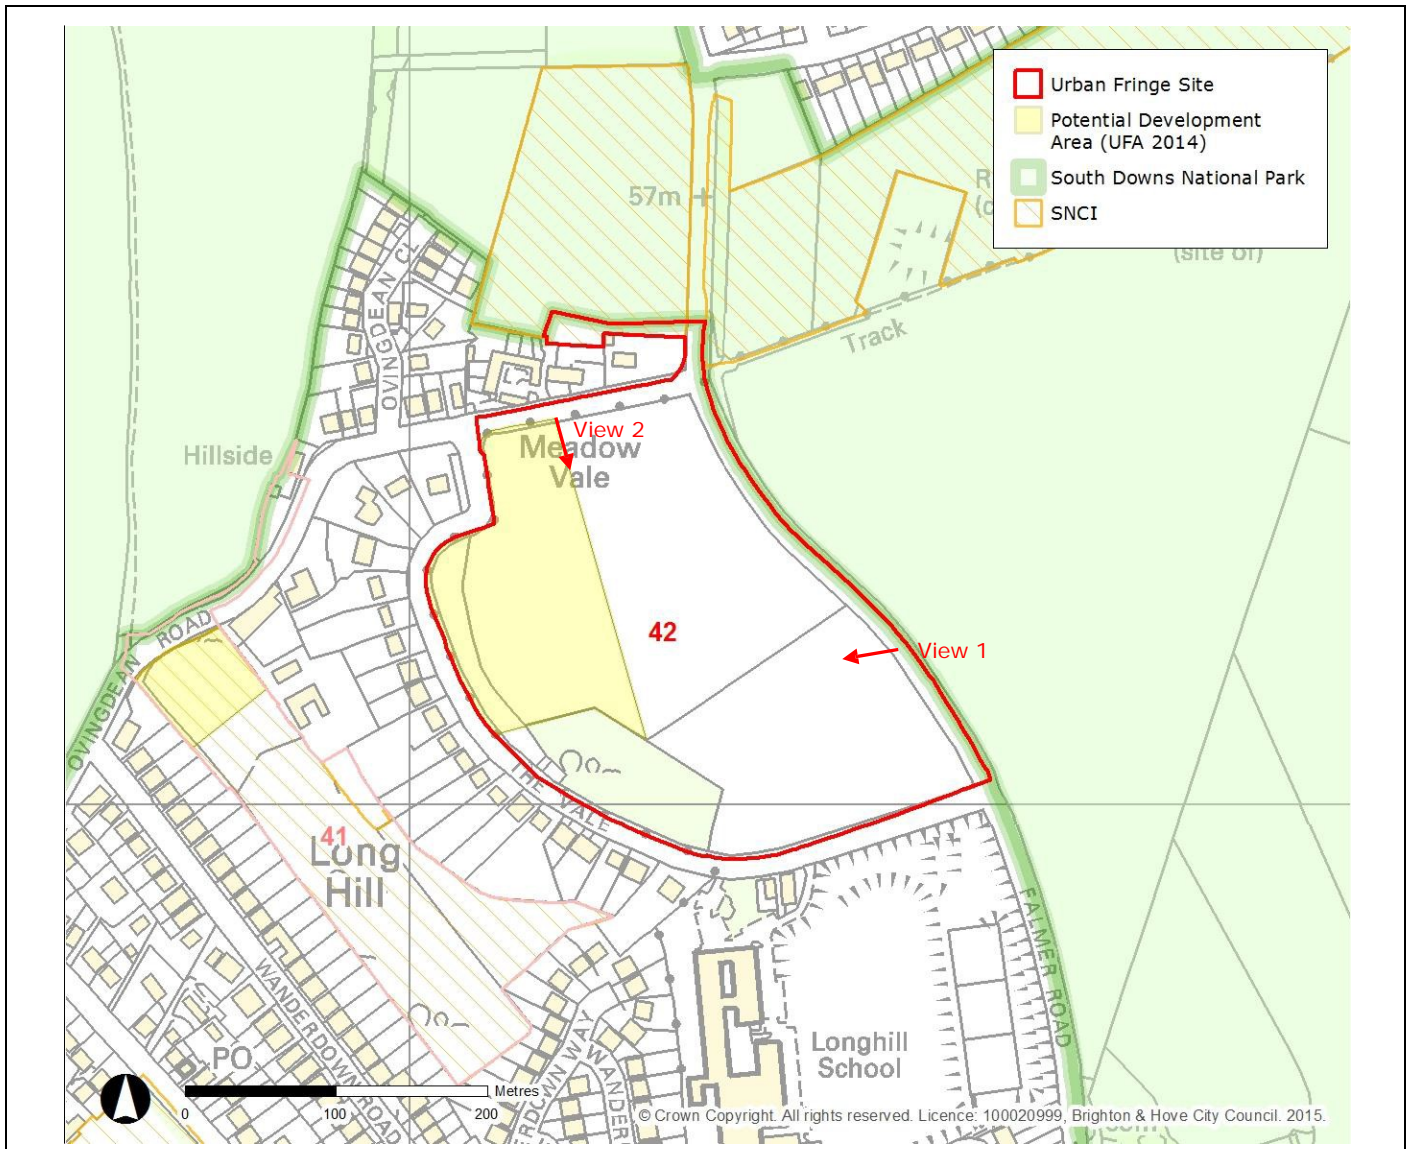 Urban Fringe Site
Potential Development
Area (UFA 2014)
South Downs National Park
SNCI
57m
(site of)
Track
OVINGDEAN CL
View 2
Meadow
Vale
Hillside
42
View 1
OVINGDEAN ROAD
THE VALE
41
Long
Hill
FALMER ROAD
WANDERDOWN ROAD
PO
Longhill
School
Metres
0 100 200
© Crown Copyright. All rights reserved. Licence: 100020999, Brighton & Hove City Council. 2015.